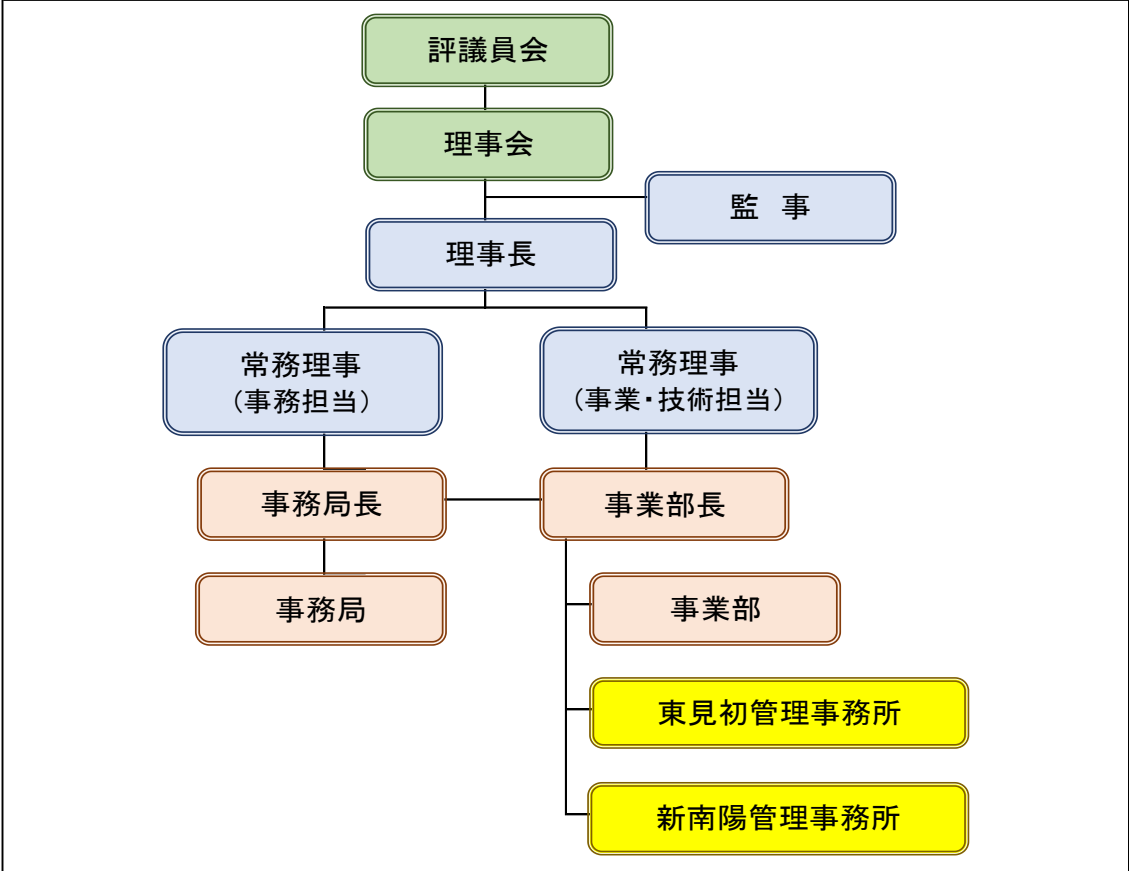 評議員会
理事会
監　事
理事長
常務理事
（事務担当）
常務理事
（事業・技術担当）
事務局長
事業部長
事務局
事業部
東見初管理事務所
新南陽管理事務所